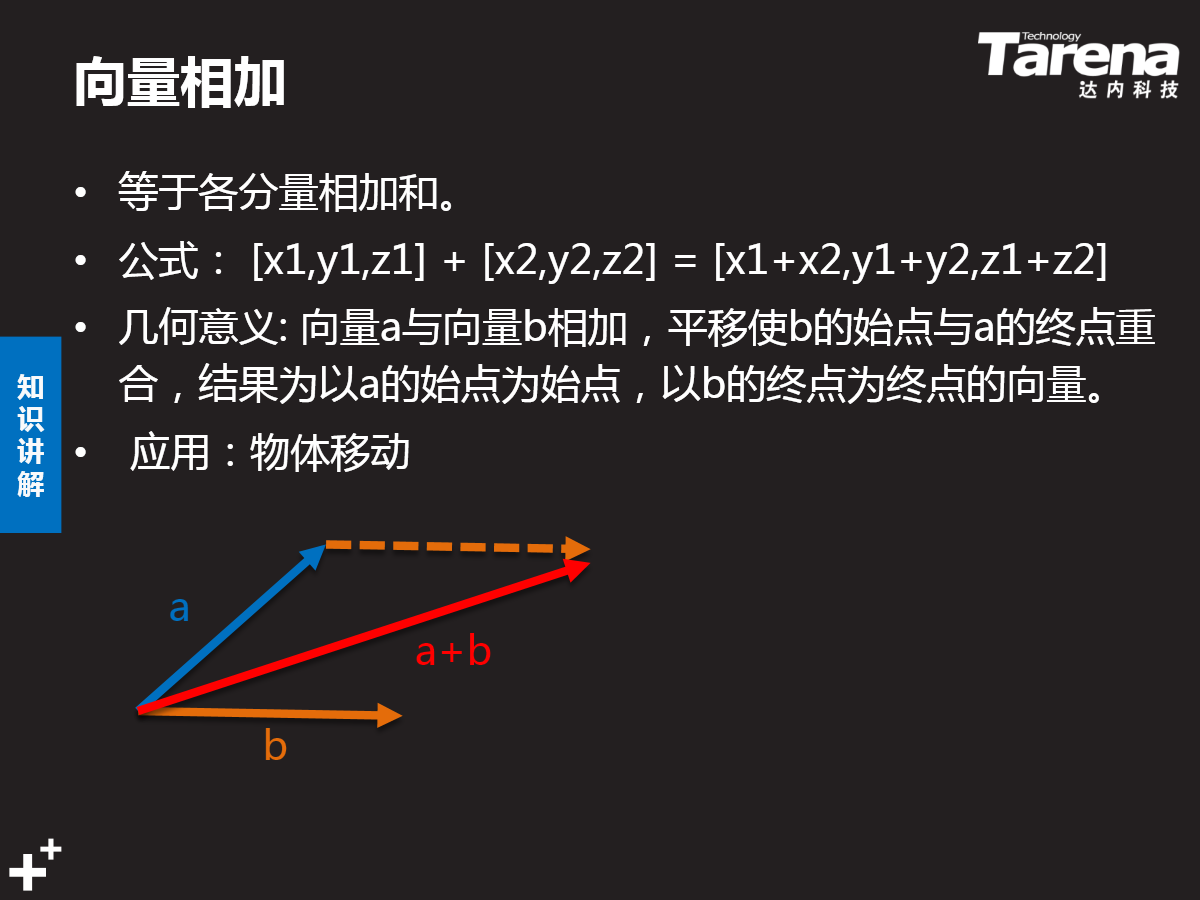 向量相加
Technology
Tarena
达内科技
• 等于各分量相加和。
• 公式： [x1,y1,z1] + [x2,y2,z2] = [x1+x2,y1+y2,z1+z2]
• 几何意义: 向量a与向量b相加，平移使b的始点与a的终点重
合，结果为以a的始点为始点，以b的终点为终点的向量。
• 应用：物体移动
知
识
讲
解
a
a+b
b